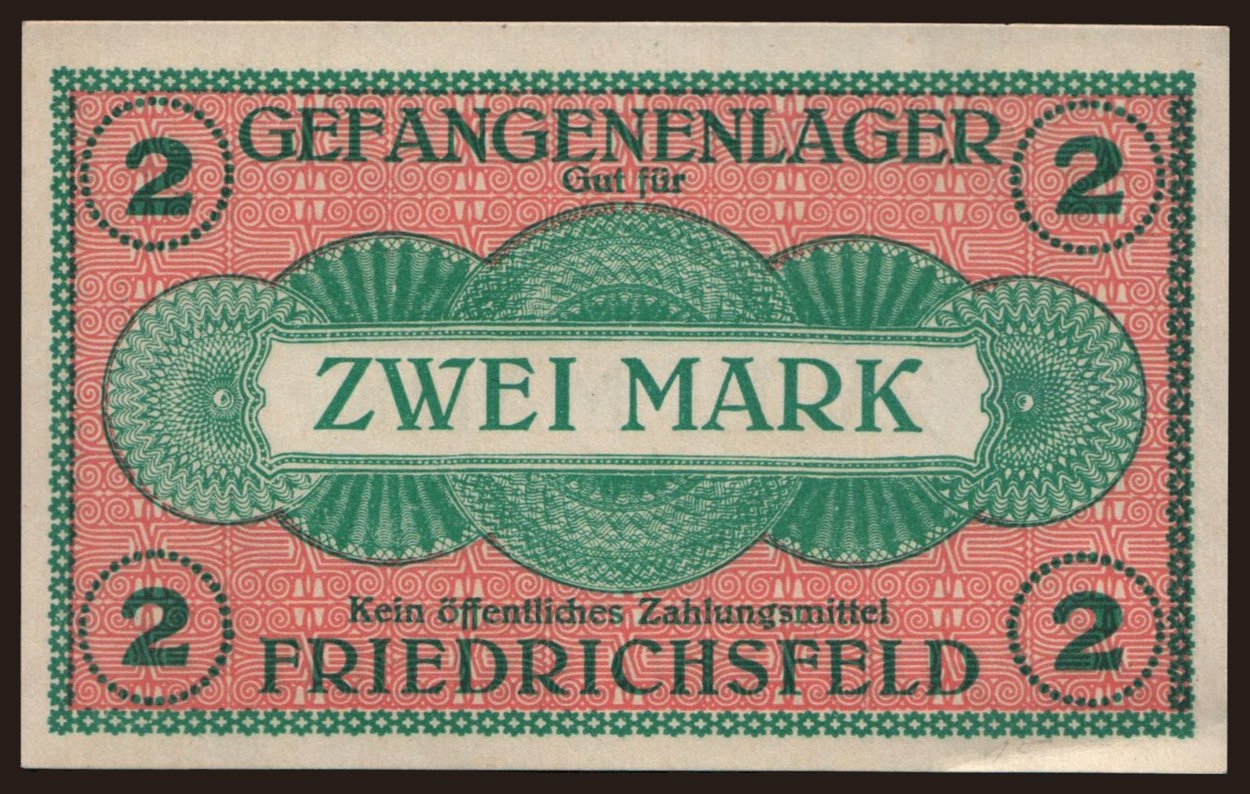 2 GEFANGENENLAGER 2
Gut für
ZWEI MARK
Kein öffentliches Zahlungsmittel
2 FRIEDRICHSFELD 2